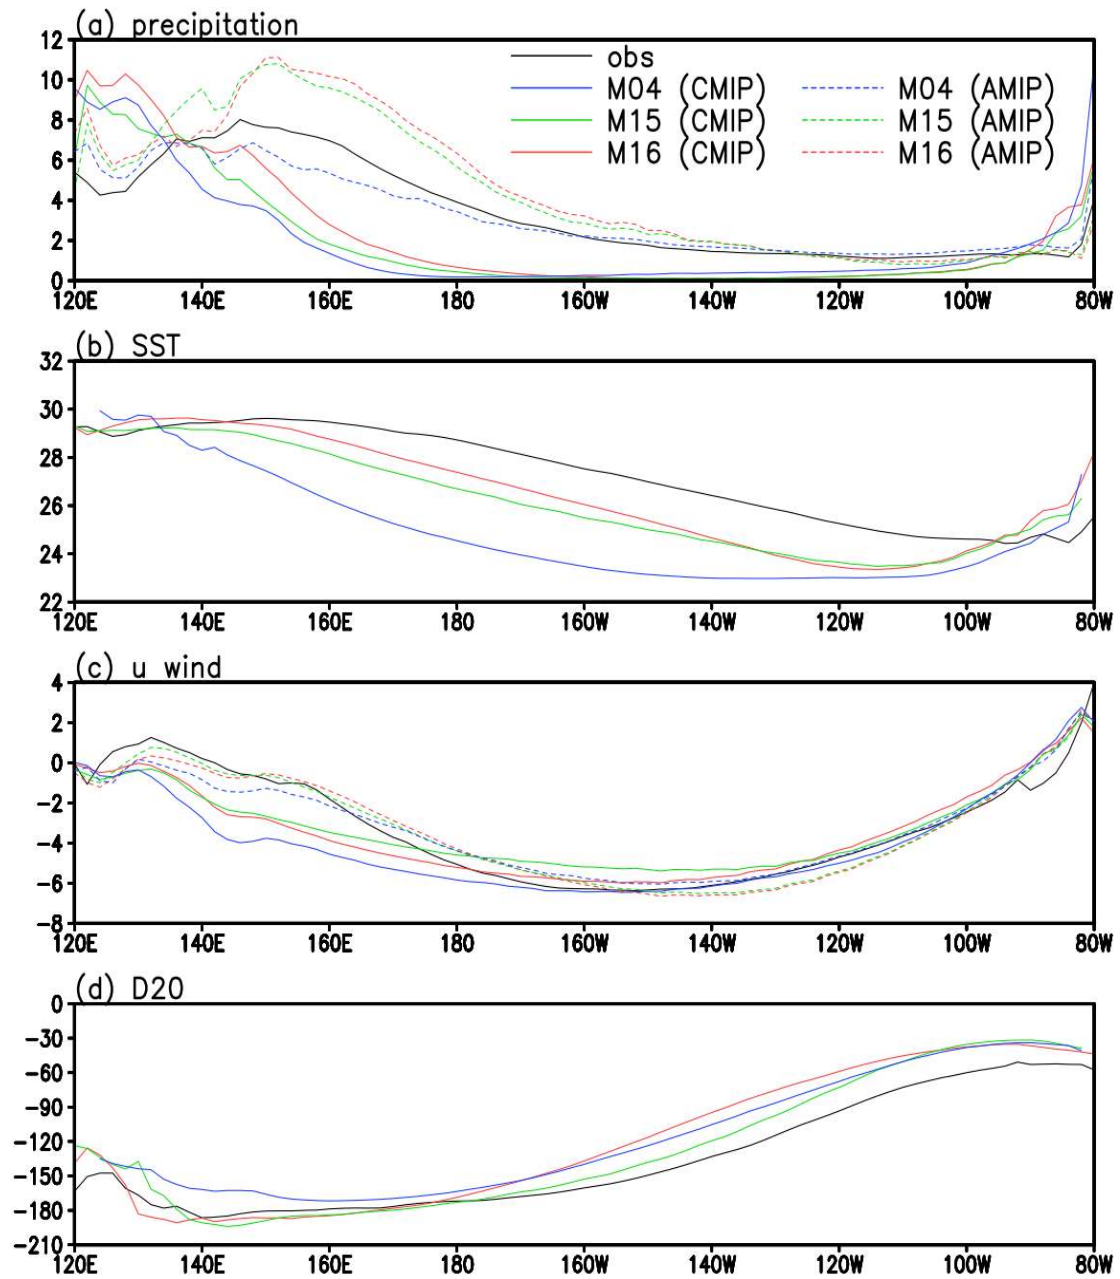 (a) precipitation
12
10
8
6
4
2
0
obs
M04 (CMIP) M04 (AMIP)
M15 (CMIP) M15 (AMIP)
M16 (CMIP) M16 (AMIP)
120E 140E 160E 180 160W 140W 120W 100W 80W
(b) SST
32
30
28
26
24
22
120E 140E 160E 180 160W 140W 120W 100W 80W
(c) u wind
4
2
0
-2
-4
-6
-8
120E 140E 160E 180 160W 140W 120W 100W 80W
(d) D20
0
-30
-60
-90
-120
-150
-180
-210
120E 140E 160E 180 160W 140W 120W 100W 80W